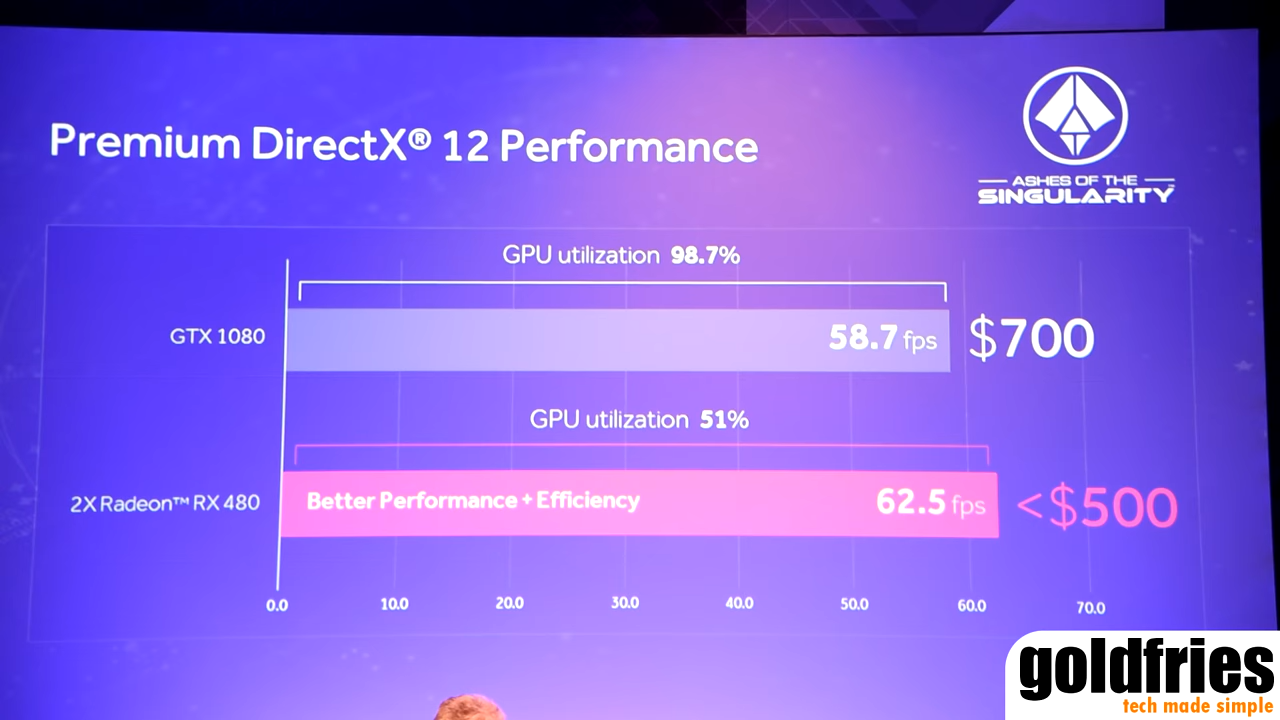 Premium DirectX® 12 Performance
ASHES OF THE
SINGULARITY™
GPU utilization 98.7%
GTX 1080
58.7 fps
$700
GPU utilization 51%
2X Radeon™ RX 480
Better Performance + Efficiency
62.5 fps
<$500
0.0 10.0 20.0 30.0 40.0 50.0 60.0 70.0
goldfries
tech made simple